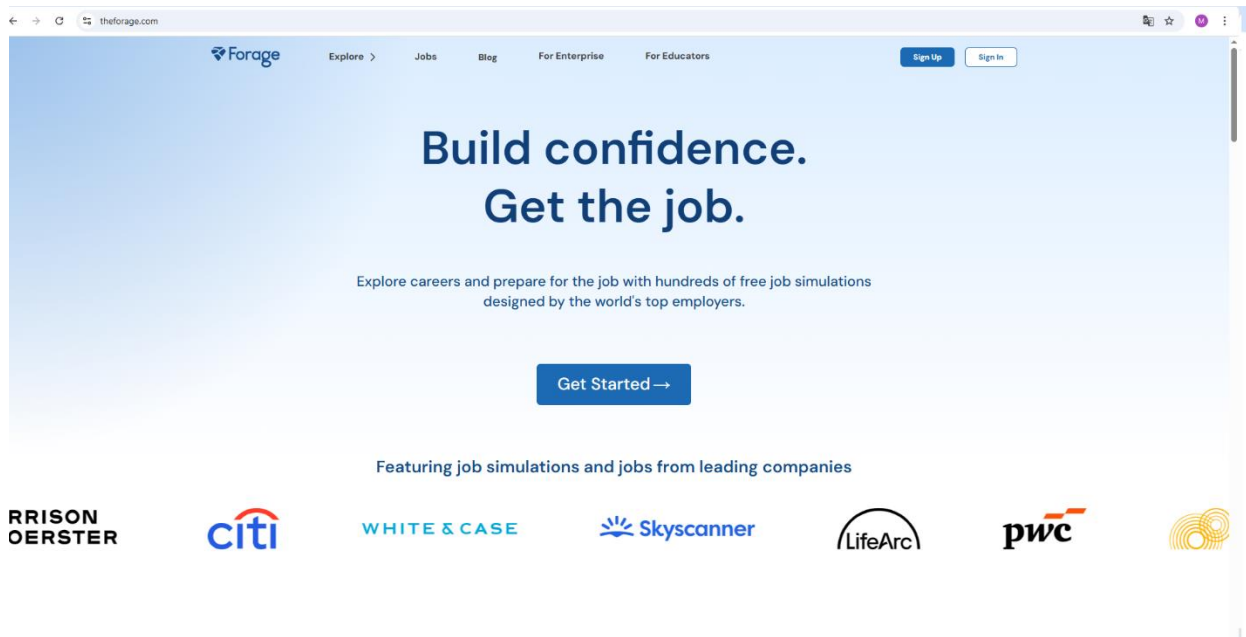 theforage.com
M
Forage
Explore
Jobs
Blog
For Enterprise
For Educators
Sign Up
Sign In
Build confidence.
Get the job.
Explore careers and prepare for the job with hundreds of free job simulations
designed by the world's top employers.
Get Started→
Featuring job simulations and jobs from leading companies
RRISON
OERSTER
citi
WHITE & CASE
Skyscanner
LifeArc
pwc